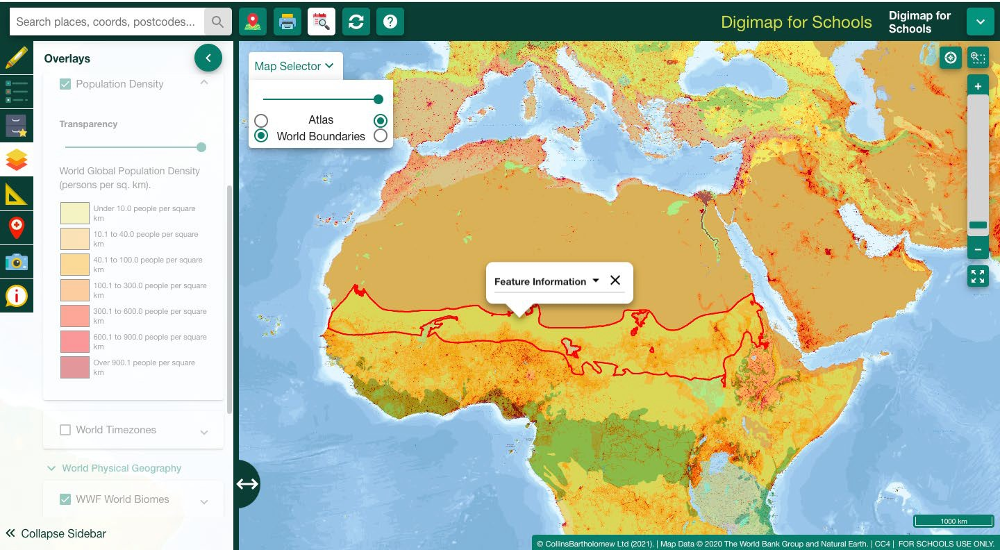 Search places, coords, postcodes...
Digimap for Schools
Digimap for
Schools
Overlays
Population Density
Transparency
World Global Population Density
(persons per sq. km).
Under 10.0 people per square
km
10.1 to 40.0 people per square
km
40.1 to 100.0 people per square
km
100.1 to 300.0 people per square
km
300.1 to 600.0 people per square
km
600.1 to 900.0 people per square
km
Over 900.1 people per square
km
World Timezones
World Physical Geography
WWF World Biomes
Collapse Sidebar
Map Selector
Atlas
World Boundaries
Feature Information
1000 km
© CollinsBartholomew Ltd (2021). | Map Data © 2020 The World Bank Group and Natural Earth. | CC4 | FOR SCHOOLS USE ONLY.